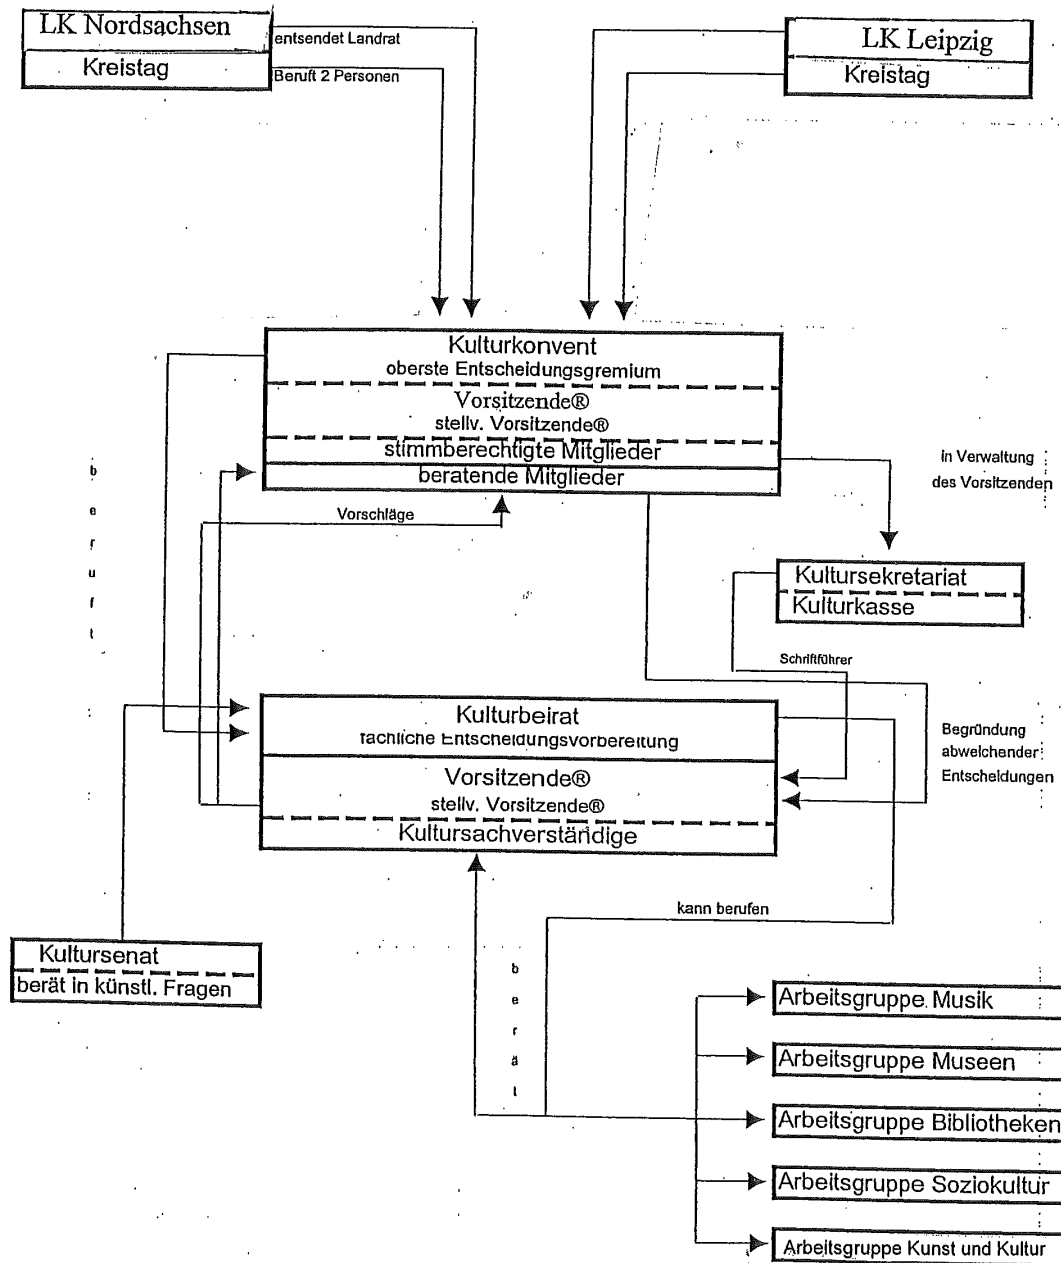 LK Nordsachsen
entsendet Landrat
Kreistag
Beruft 2 Personen
LK Leipzig
Kreistag
Kulturkonvent
oberste Entscheidungsgremium
Vorsitzende®
stellv. Vorsitzende®
stimmberechtigte Mitglieder
beratende Mitglieder
in Verwaltung
des Vorsitzenden
beruft
Vorschläge
Kultursekretariat
Kulturkasse
Schriftführer
Kulturbeirat
fachliche Entscheidungsvorbereitung
Vorsitzende®
stellv. Vorsitzende®
Kultursachverständige
Begründung
abweichender
Entscheidungen
kann berufen
Kultursenat
berät in künstl. Fragen
berät
Arbeitsgruppe Musik
Arbeitsgruppe Museen
Arbeitsgruppe Bibliotheken
Arbeitsgruppe Soziokultur
Arbeitsgruppe Kunst und Kultur